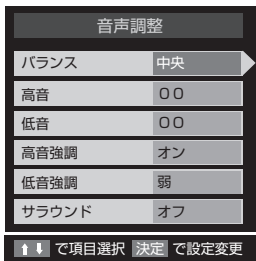 音声調整
バランス 中央
高音 00
低音 00
高音強調 オン
低音強調 弱
サラウンド オフ
⬆⬇ で項目選択 決定 で設定変更